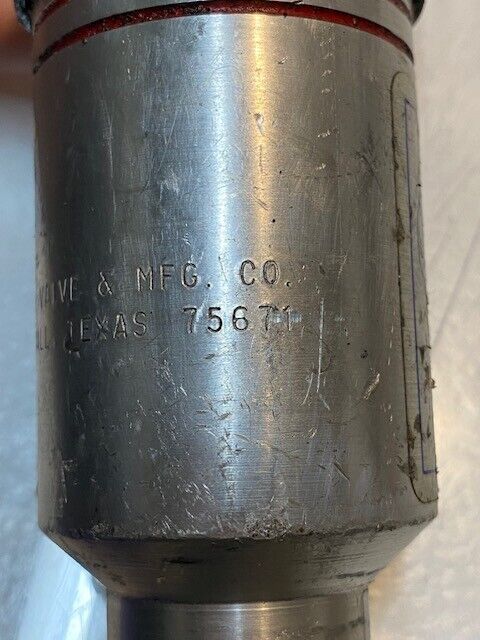 VALVE & MFG. CO.
TEXAS 75671